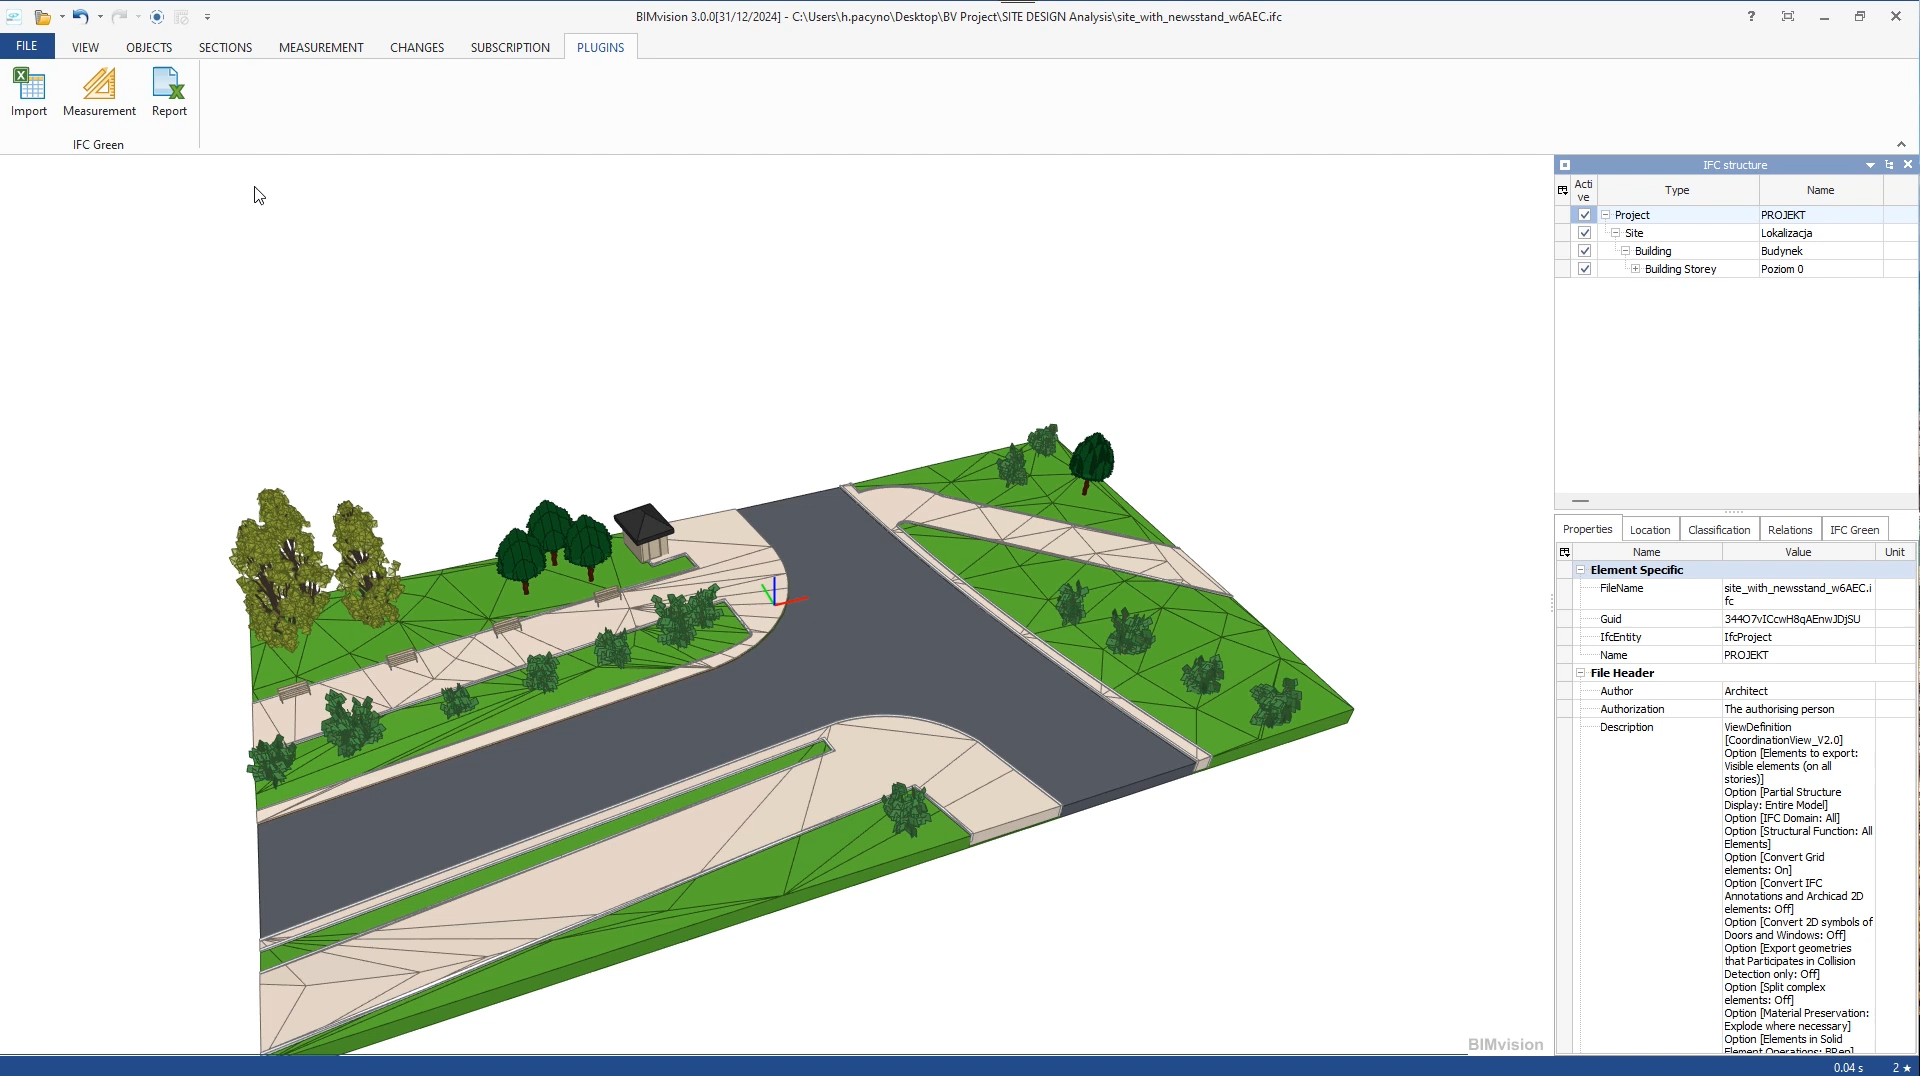 BIMvision 3.0.0[31/12/2024] - C:\Users\h.pacyno\Desktop\BV Project\SITE DESIGN Analysis\site_with_newsstand_w6AEC.ifc
?
FILE VIEW OBJECTS SECTIONS MEASUREMENT CHANGES SUBSCRIPTION PLUGINS
Import Measurement Report
IFC Green
IFC structure
Acti
ve
Type Name
Project PROJEKT
Site Lokalizacja
Building Budynek
Building Storey Poziom 0
Properties Location Classification Relations IFC Green
Name Value Unit
Element Specific
FileName site_with_newsstand_w6AEC.i
fc
Guid 344O7vICcwH8qAEnwJDjSU
IfcEntity IfcProject
Name PROJEKT
File Header
Author Architect
Authorization The authorising person
Description ViewDefinition
[CoordinationView_V2.0]
Option [Elements to export:
Visible elements (on all
stories)]
Option [Partial Structure
Display: Entire Model]
Option [IFC Domain: All]
Option [Structural Function: All
Elements]
Option [Convert Grid
elements: On]
Option [Convert IFC
Annotations and Archicad 2D
elements: Off]
Option [Convert 2D symbols of
Doors and Windows: Off]
Option [Export geometries
that Participates in Collision
Detection only: Off]
Option [Split complex
elements: Off]
Option [Material Preservation:
Explode where necessary]
Option [Elements in Solid
Element Operations: BRep]
BIMvision
0.04 s 2